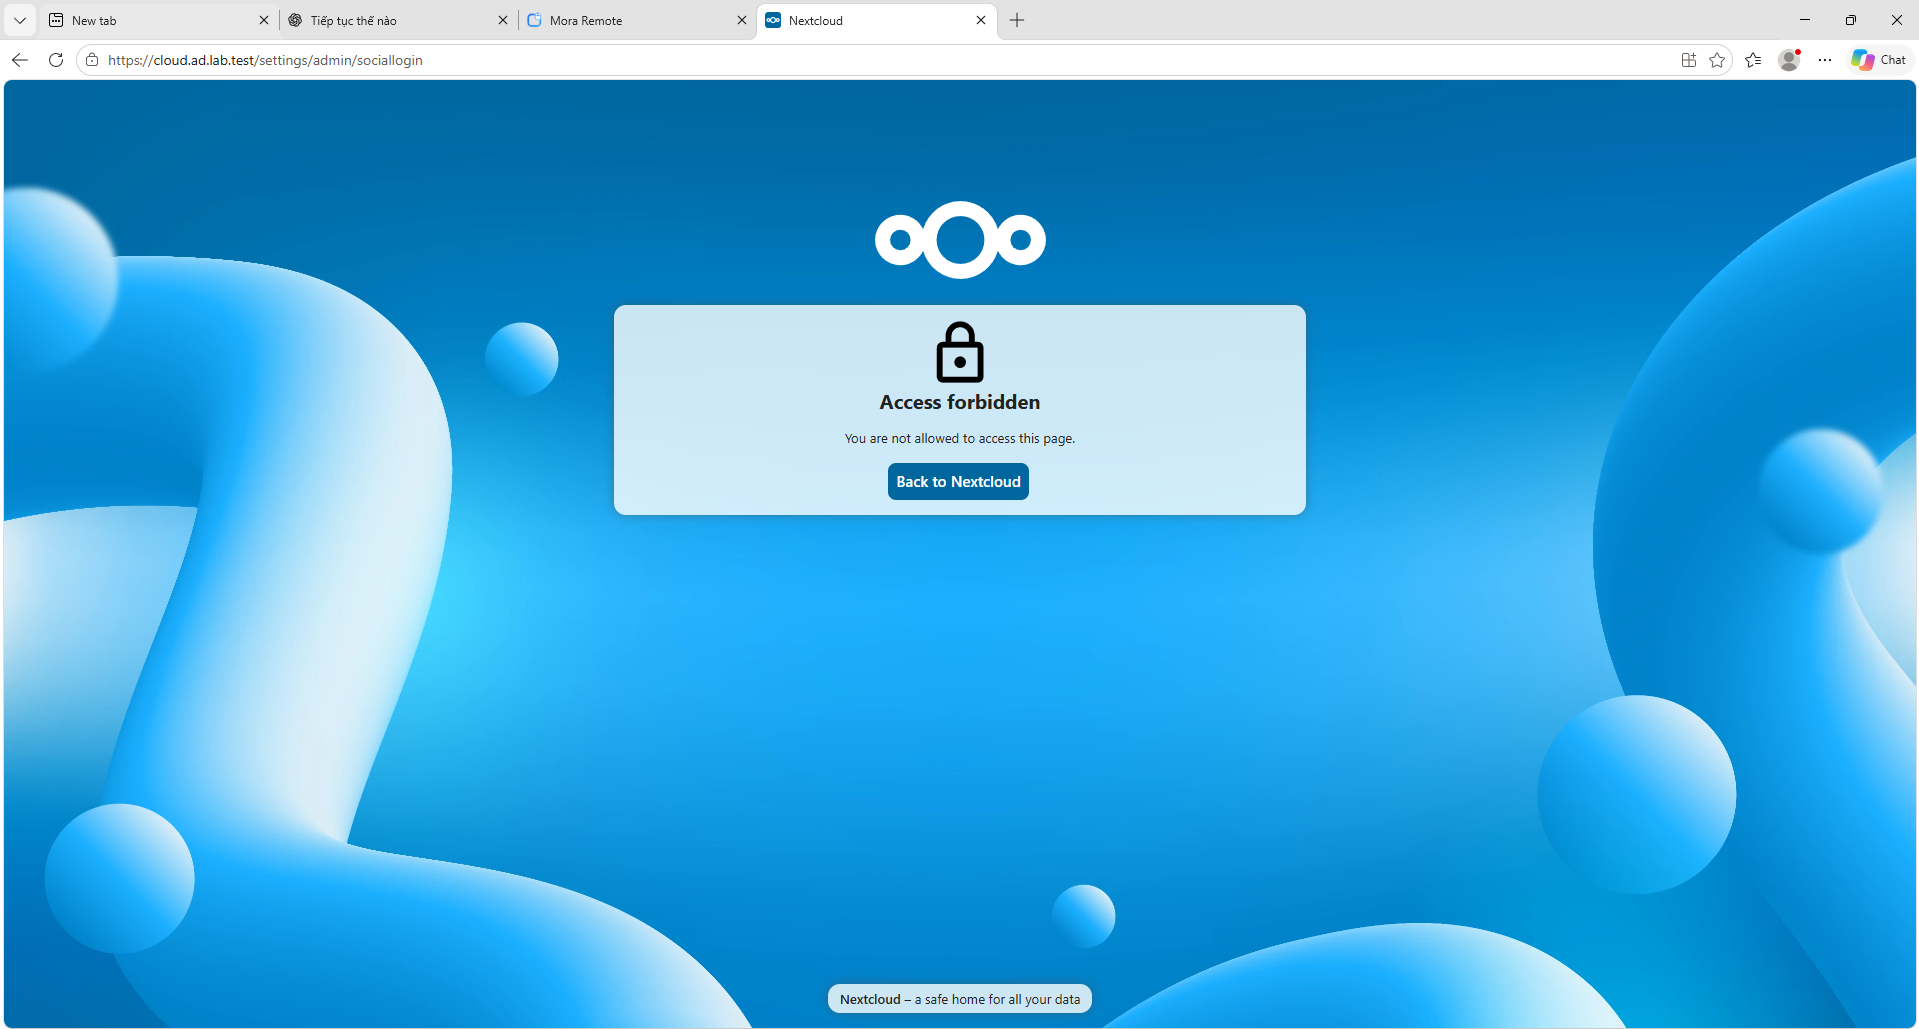 New tab
Tiếp tục thế nào
Mora Remote
Nextcloud
https://cloud.ad.lab.test/settings/admin/sociallogin
Chat
Access forbidden
You are not allowed to access this page.
Back to Nextcloud
Nextcloud – a safe home for all your data